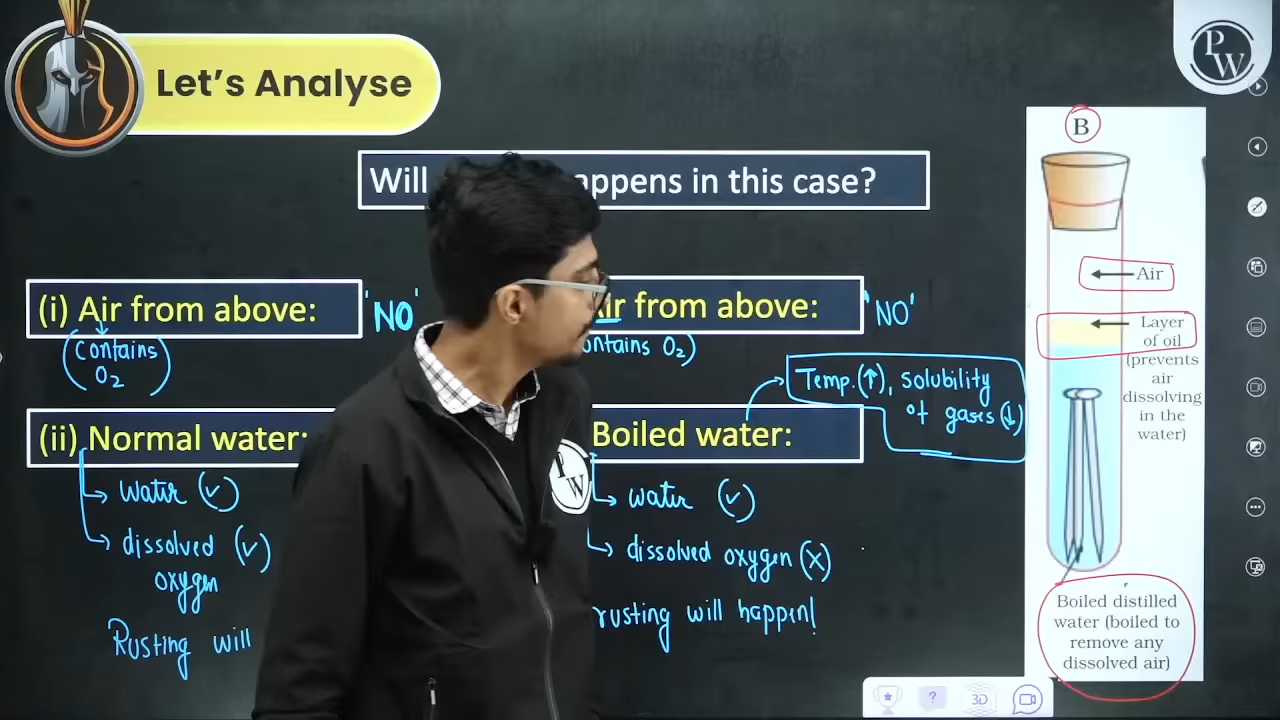 Let's Analyse
P
W
B
Will appens in this case?
Air
(i) Air from above:
'NO'
Air from above:
'NO'
(contains
O₂)
ontains O₂)
Layer
of oil
(prevents
air
dissolving
in the
water)
Temp.(↑), solubility
of gases(↓)
(ii) Normal water:
Boiled water:
P
W
→ water (✓)
→ dissolved (✓)
oxygen
Rusting will
→ water (✓)
→ dissolved oxygen (x)
rusting will happen!
Boiled distilled
water (boiled to
remove any
dissolved air)
?
3D